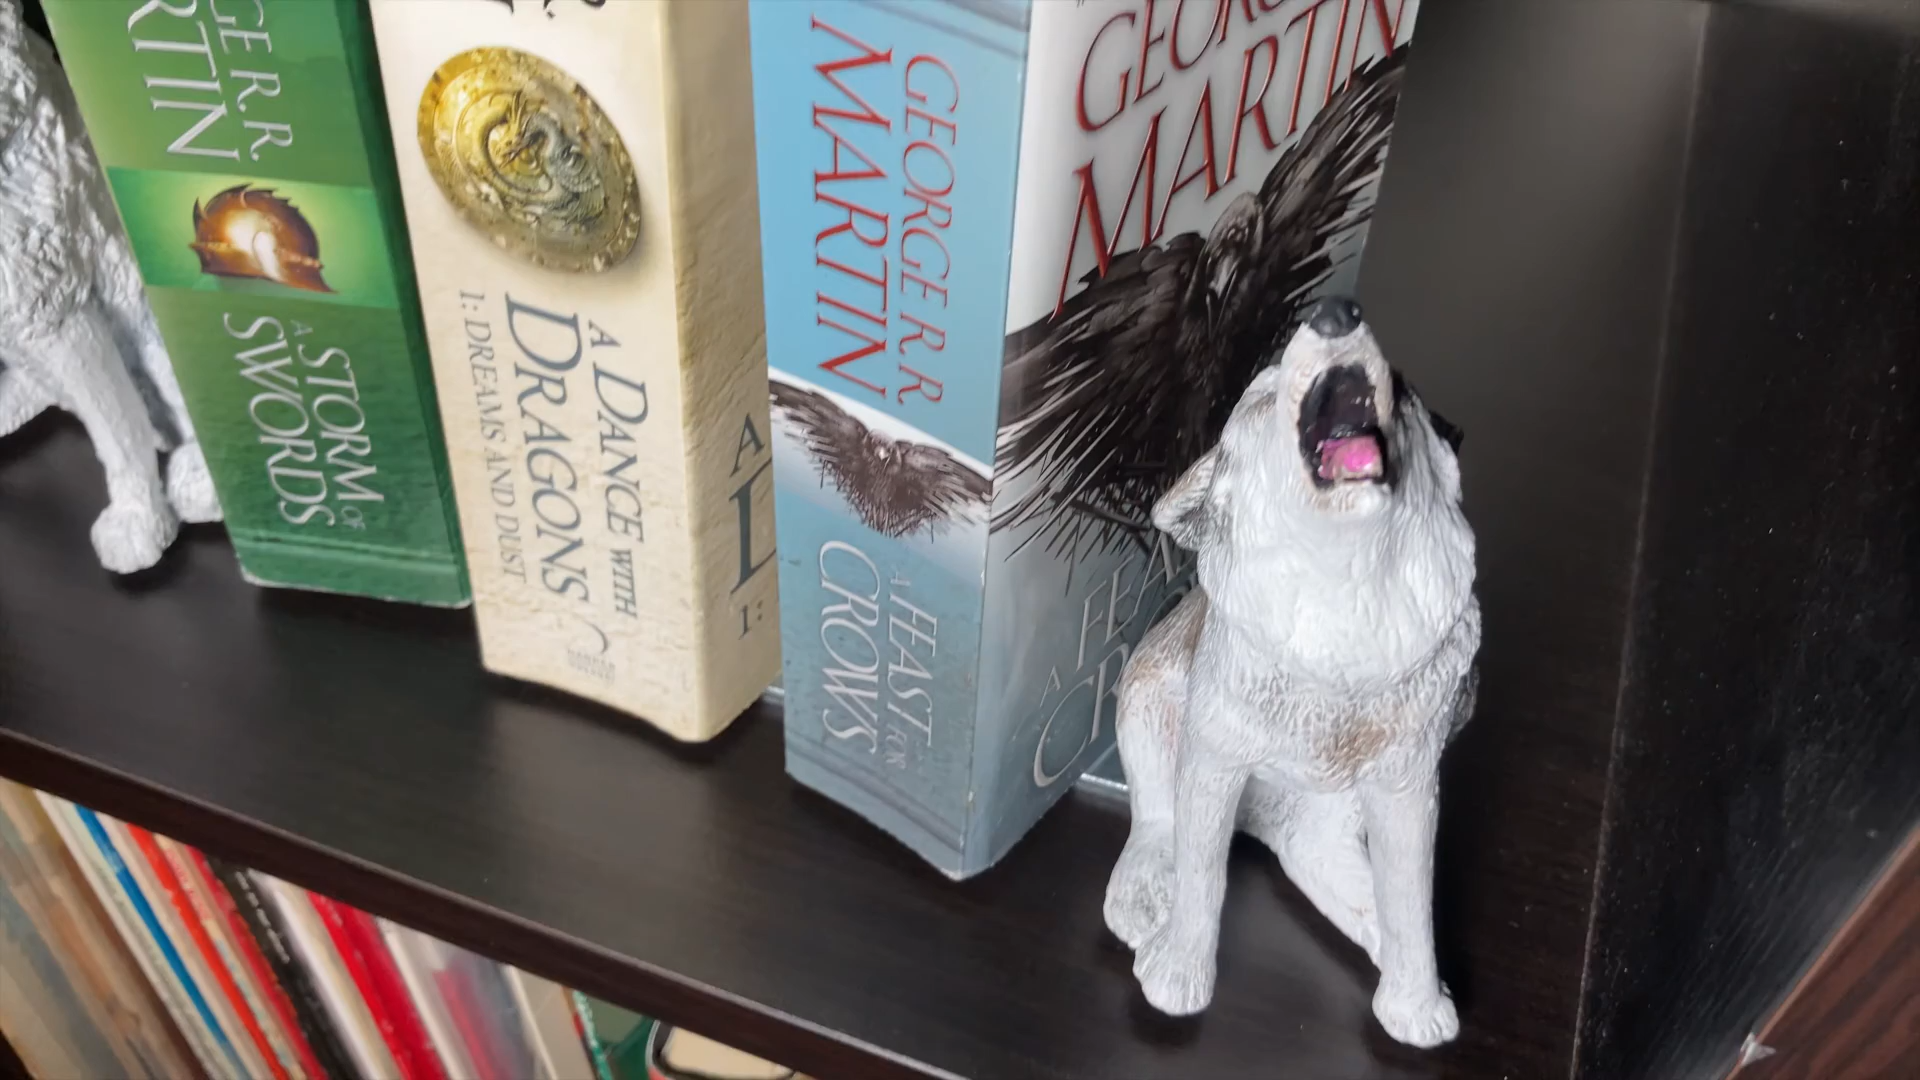 GE R. R.
RTIN
A STORM OF
SWORDS
R.
A DANCE WITH
DRAGONS
1: DREAMS AND DUST
A
1:
GEORGE R. R.
MARTIN
A FEAST FOR
CROWS
GEORG
MARTIN
A FEA
CR